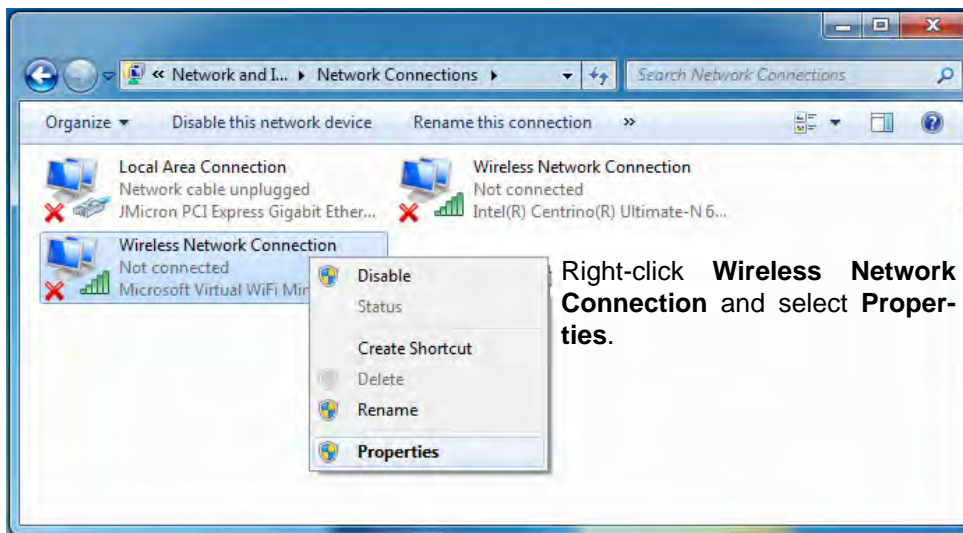 « Network and I... ▸ Network Connections ▸
Search Network Connections
Organize ▾ Disable this network device Rename this connection »
Local Area Connection
Network cable unplugged
JMicron PCI Express Gigabit Ether...
Wireless Network Connection
Not connected
Intel(R) Centrino(R) Ultimate-N 6...
Wireless Network Connection
Not connected
Microsoft Virtual WiFi
Disable
Status
Create Shortcut
Delete
Rename
Properties
Right-click Wireless Network
Connection and select Proper-
ties.